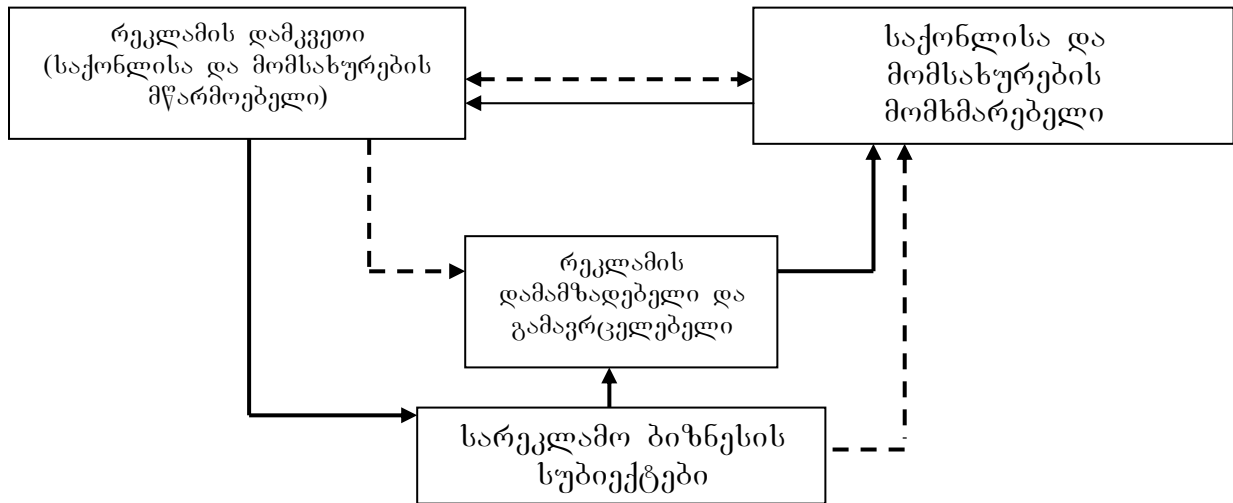 რეკლამის დამკვეთი
(საქონლისა და მომსახურების
მწარმოებელი)
საქონლისა და
მომსახურების
მომხმარებელი
რეკლამის
დამამზადებელი და
გამავრცელებელი
სარეკლამო ბიზნესის
სუბიექტები